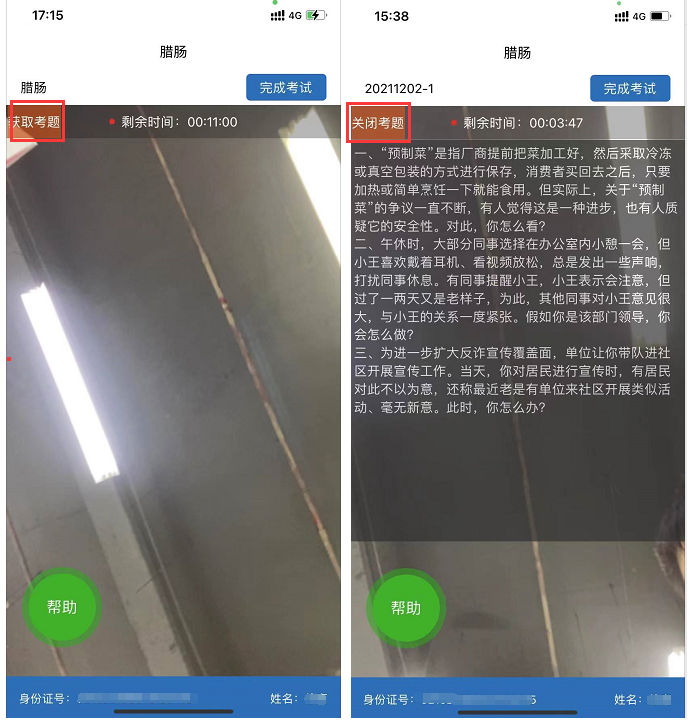 17:15
4G
腊肠
腊肠
完成考试
获取考题
剩余时间：00:11:00
帮助
身份证号：
姓名：
15:38
4G
腊肠
20211202-1
完成考试
关闭考题
剩余时间：00:03:47
一、“预制菜”是指厂商提前把菜加工好，然后采取冷冻
或真空包装的方式进行保存，消费者买回去之后，只要
加热或简单烹饪一下就能食用。但实际上，关于“预制
菜”的争议一直不断，有人觉得这是一种进步，也有人质
疑它的安全性。对此，你怎么看？
二、午休时，大部分同事选择在办公室内小憩一会，但
小王喜欢戴着耳机、看视频放松，总是发出一些声响，
打扰同事休息。有同事提醒小王，小王表示会注意，但
过了一两天又是老样子，为此，其他同事对小王意见很
大，与小王的关系一度紧张。假如你是该部门领导，你
会怎么做？
三、为进一步扩大反诈宣传覆盖面，单位让你带队进社
区开展宣传工作。当天，你对居民进行宣传时，有居民
对此不以为意，还称最近老是有单位来社区开展类似活
动、毫无新意。此时，你怎么办？
帮助
身份证号：
姓名：